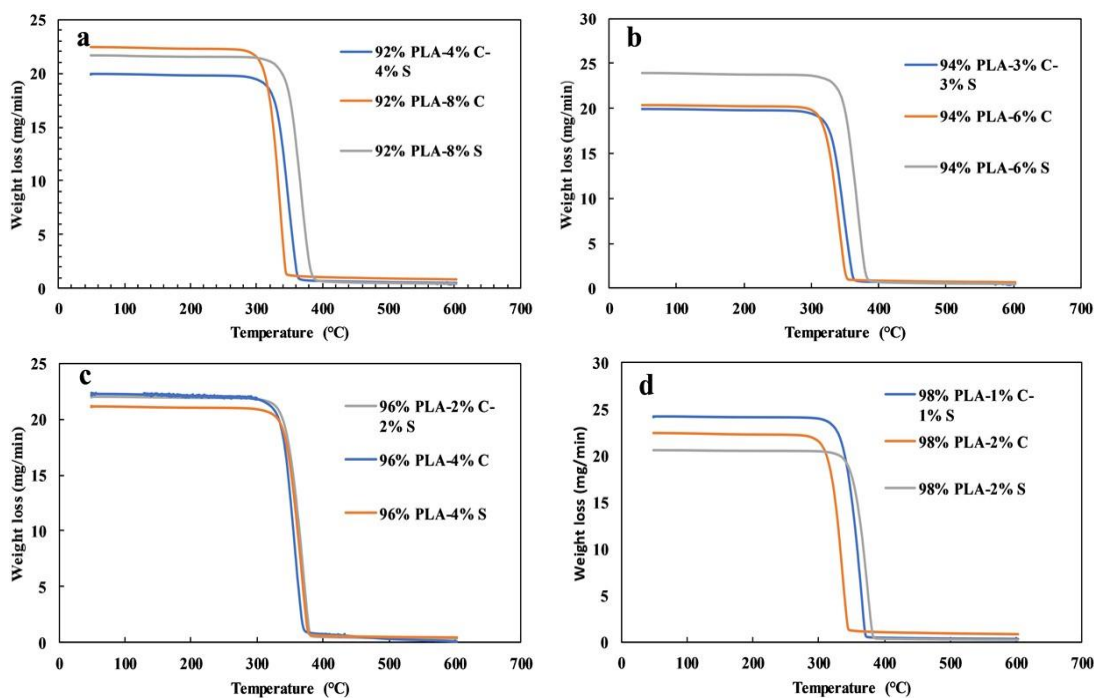 a
Weight loss (mg/min)
25
20
15
10
5
0
0 100 200 300 400 500 600 700
Temperature (°C)
92% PLA-4% C-
4% S
92% PLA-8% C
92% PLA-8% S
b
Weight loss (mg/min)
30
25
20
15
10
5
0
0 100 200 300 400 500 600 700
Temperature (°C)
94% PLA-3% C-
3% S
94% PLA-6% C
94% PLA-6% S
c
Weight loss (mg/min)
25
20
15
10
5
0
0 100 200 300 400 500 600 700
Temperature (°C)
96% PLA-2% C-
2% S
96% PLA-4% C
96% PLA-4% S
d
Weight loss (mg/min)
30
25
20
15
10
5
0
0 100 200 300 400 500 600 700
Temperature (°C)
98% PLA-1% C-
1% S
98% PLA-2% C
98% PLA-2% S